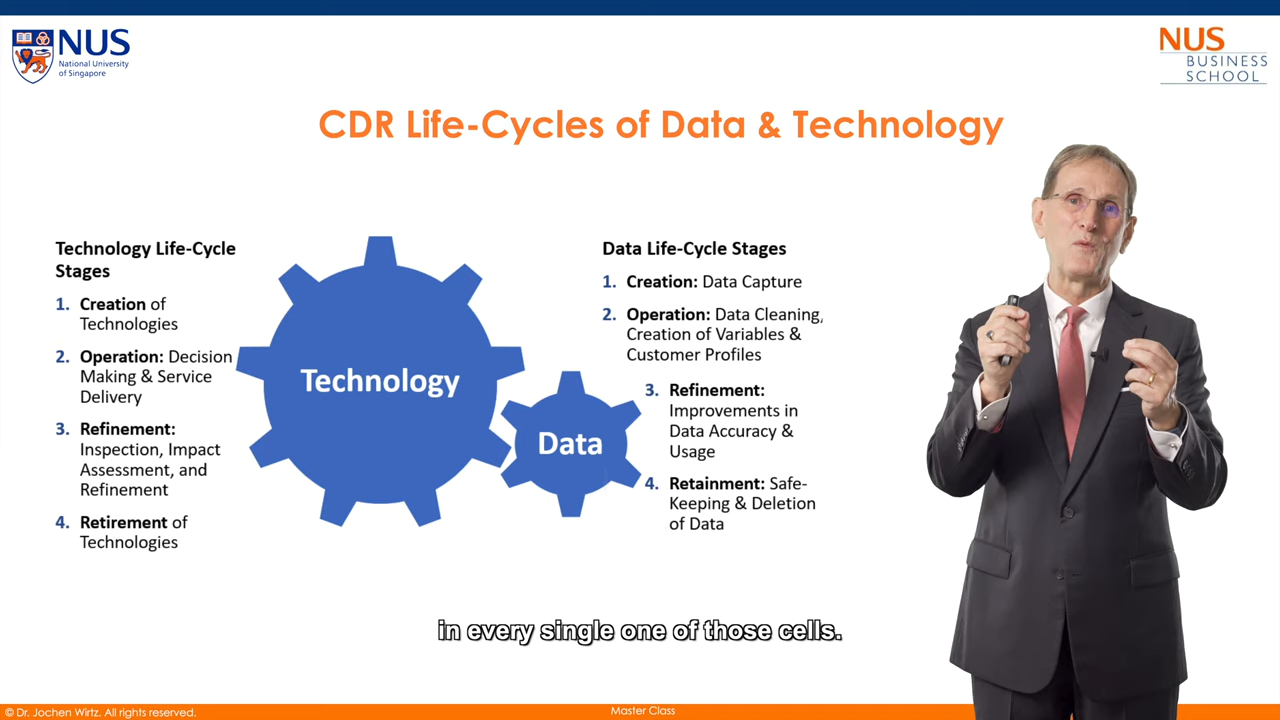 NUS
National University
of Singapore
NUS
BUSINESS
SCHOOL
CDR Life-Cycles of Data & Technology
Technology Life-Cycle
Stages
1. Creation of
Technologies
2. Operation: Decision
Making & Service
Delivery
3. Refinement:
Inspection, Impact
Assessment, and
Refinement
4. Retirement of
Technologies
Technology
Data
Data Life-Cycle Stages
1. Creation: Data Capture
2. Operation: Data Cleaning,
Creation of Variables &
Customer Profiles
3. Refinement:
Improvements in
Data Accuracy &
Usage
4. Retainment: Safe-
Keeping & Deletion
of Data
in every single one of those cells.
© Dr. Jochen Wirtz. All rights reserved.
Master Class